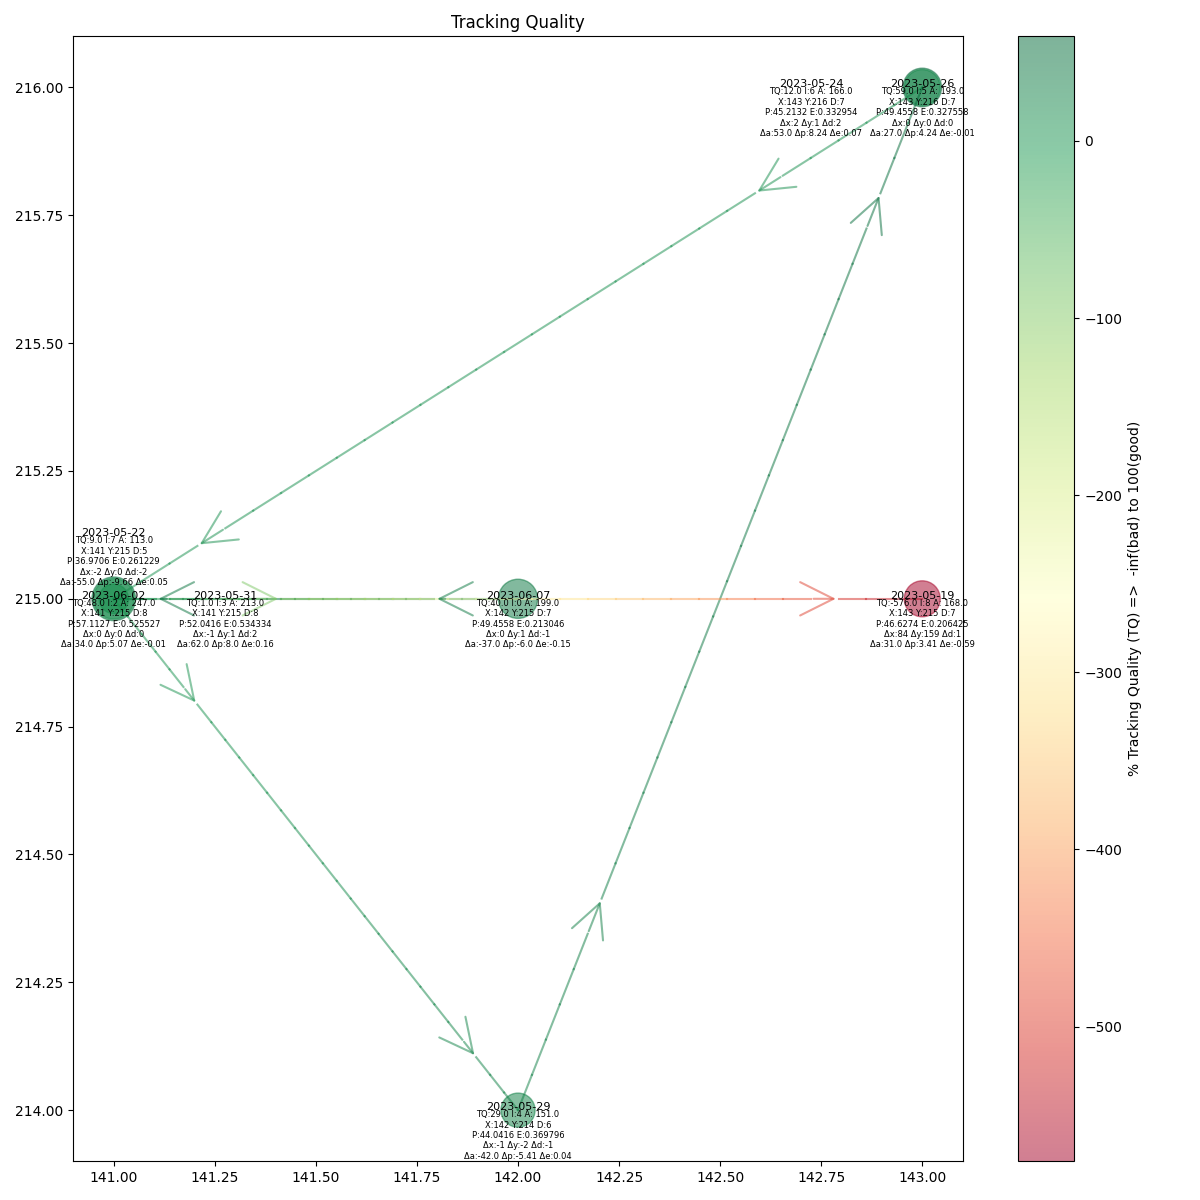 Tracking Quality
216.00
215.75
215.50
215.25
215.00
214.75
214.50
214.25
214.00
141.00
141.25
141.50
141.75
142.00
142.25
142.50
142.75
143.00
2023-05-24
TQ:12.0 I:6 A: 166.0
X:143 Y:216 D:7
P:45.2132 E:0.332954
Δx:2 Δy:1 Δd:2
Δa:53.0 Δp:8.24 Δe:0.07
2023-05-26
TQ:59.0 I:5 A: 193.0
X:143 Y:216 D:7
P:49.4558 E:0.327558
Δx:0 Δy:0 Δd:0
Δa:27.0 Δp:4.24 Δe:-0.01
2023-05-22
TQ:9.0 I:7 A: 113.0
X:141 Y:215 D:5
P:36.9706 E:0.261229
Δx:-2 Δy:0 Δd:-2
Δa:-55.0 Δp:-9.66 Δe:0.05
2023-06-02
TQ:48.0 I:2 A: 247.0
X:141 Y:215 D:8
P:57.1127 E:0.525527
Δx:0 Δy:0 Δd:0
Δa:34.0 Δp:5.07 Δe:-0.01
2023-05-31
TQ:1.0 I:3 A: 213.0
X:141 Y:215 D:8
P:52.0416 E:0.534334
Δx:-1 Δy:1 Δd:2
Δa:62.0 Δp:8.0 Δe:0.16
2023-06-07
TQ:40.0 I:0 A: 199.0
X:142 Y:215 D:7
P:49.4558 E:0.213046
Δx:0 Δy:1 Δd:-1
Δa:-37.0 Δp:-6.0 Δe:-0.15
2023-05-19
TQ:-576.0 I:8 A: 168.0
X:143 Y:215 D:7
P:46.6274 E:0.206425
Δx:84 Δy:159 Δd:1
Δa:31.0 Δp:3.41 Δe:-0.59
2023-05-29
TQ:29.0 I:4 A: 151.0
X:142 Y:214 D:6
P:44.0416 E:0.369796
Δx:-1 Δy:-2 Δd:-1
Δa:-42.0 Δp:-5.41 Δe:0.04
0
−100
−200
−300
−400
−500
% Tracking Quality (TQ) => -inf(bad) to 100(good)